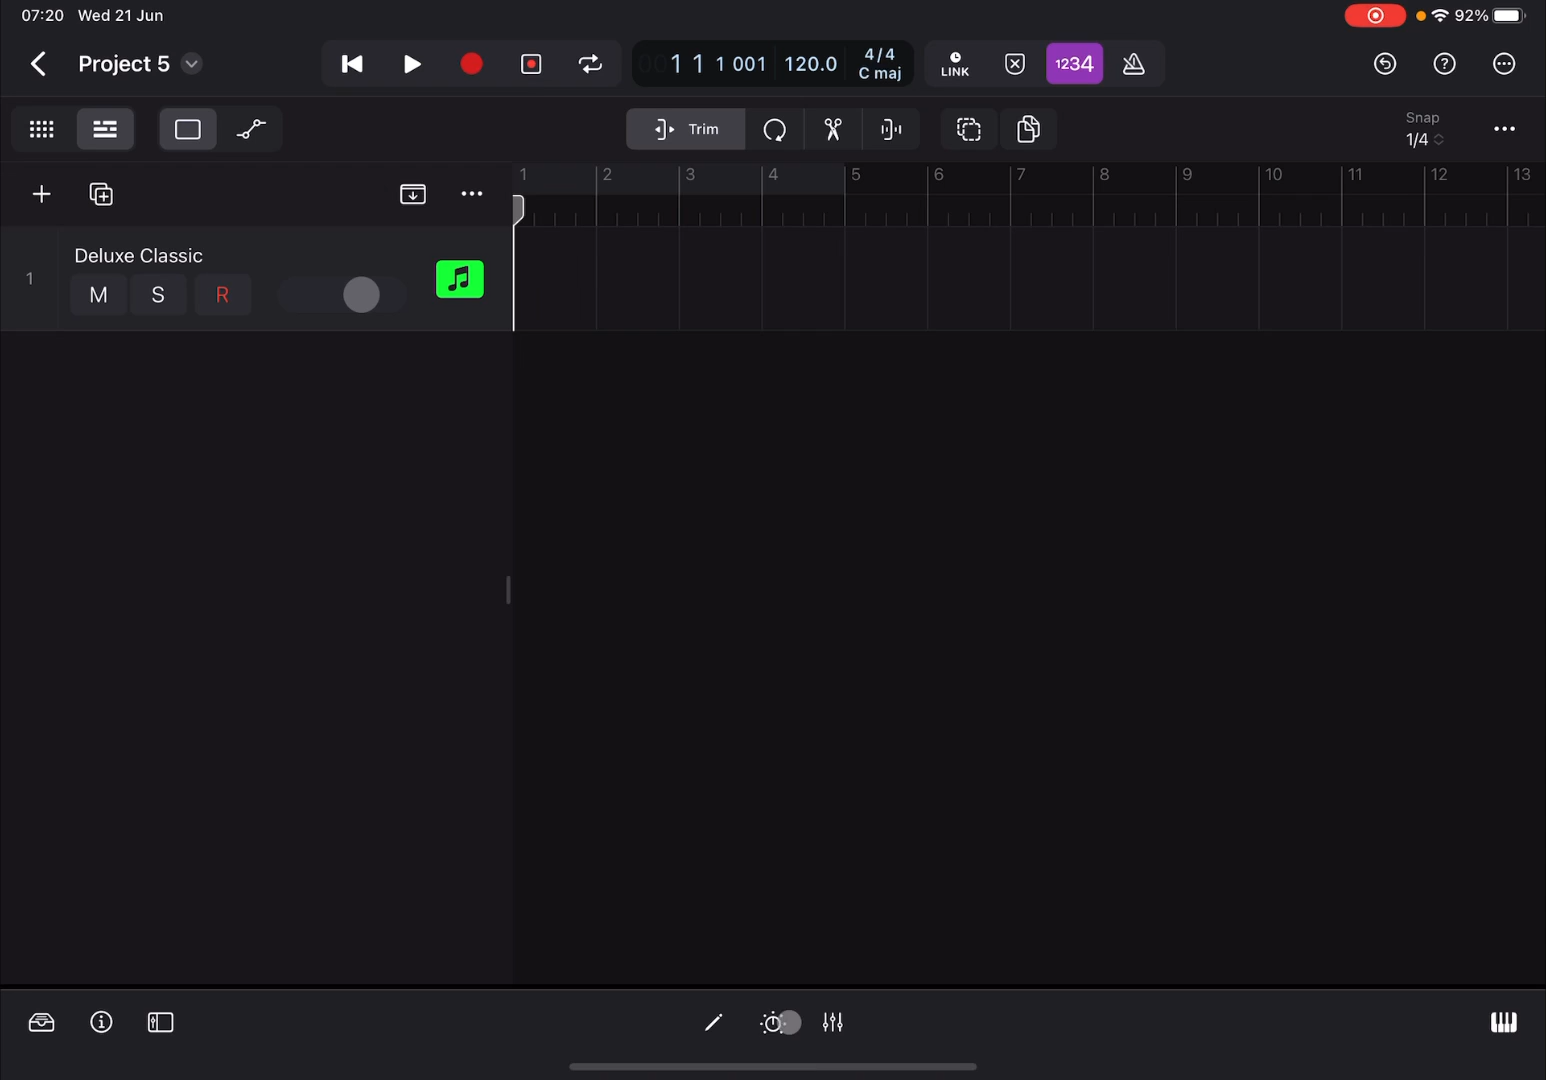 07:20 Wed 21 Jun
92%
Project 5
1 1 1 001
120.0
4/4
C maj
LINK
1234
Trim
Snap
1/4
1 2 3 4 5 6 7 8 9 10 11 12 13
Deluxe Classic
1
M S R